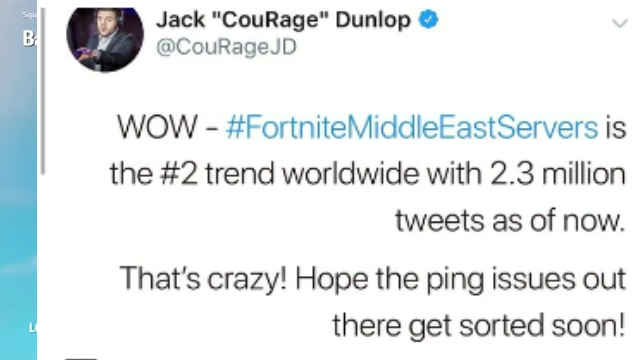 Jack "CouRage" Dunlop
@CouRageJD
WOW - #FortniteMiddleEastServers is
the #2 trend worldwide with 2.3 million
tweets as of now.
That's crazy! Hope the ping issues out
there get sorted soon!